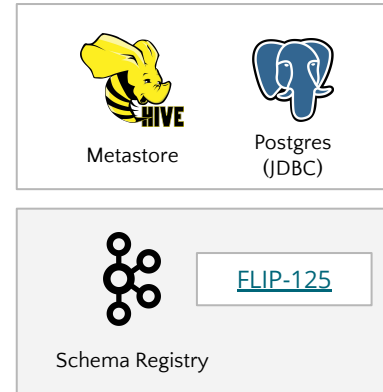 HIVE
Metastore
Postgres
(JDBC)
FLIP-125
Schema Registry